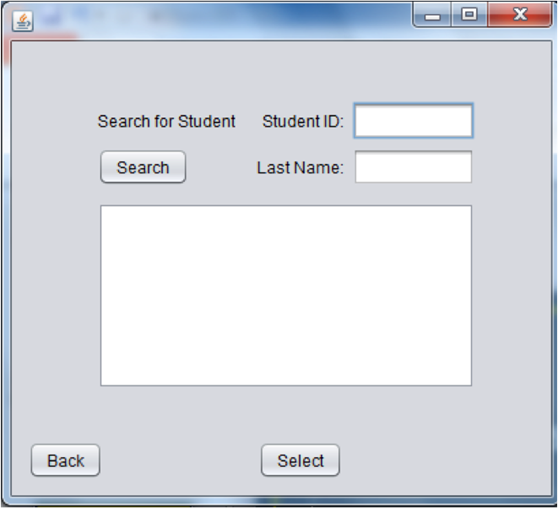 Search for Student Student ID:
Search Last Name:
Back Select